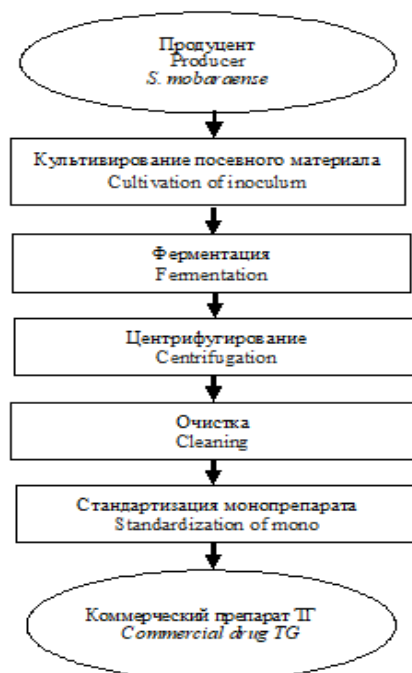 Продуцент
Producer
S. mobaraense
Культивирование посевного материала
Cultivation of inoculum
Ферментация
Fermentation
Центрифугирование
Centrifugation
Очистка
Cleaning
Стандартизация монопрепарата
Standardization of mono
Коммерческий препарат ТГ
Commercial drug TG